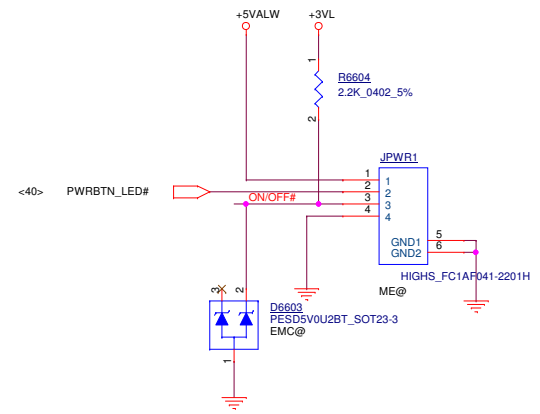 +5VALW
+3VL
1
R6604
2.2K_0402_5%
2
JPWR1
1 1
<40> PWRBTN_LED# 2 2
ON/OFF# 3 3
4 4
GND1 5
GND2 6
HIGHS_FC1AF041-2201H
ME@
3 2
D6603
PESD5V0U2BT_SOT23-3
EMC@
1